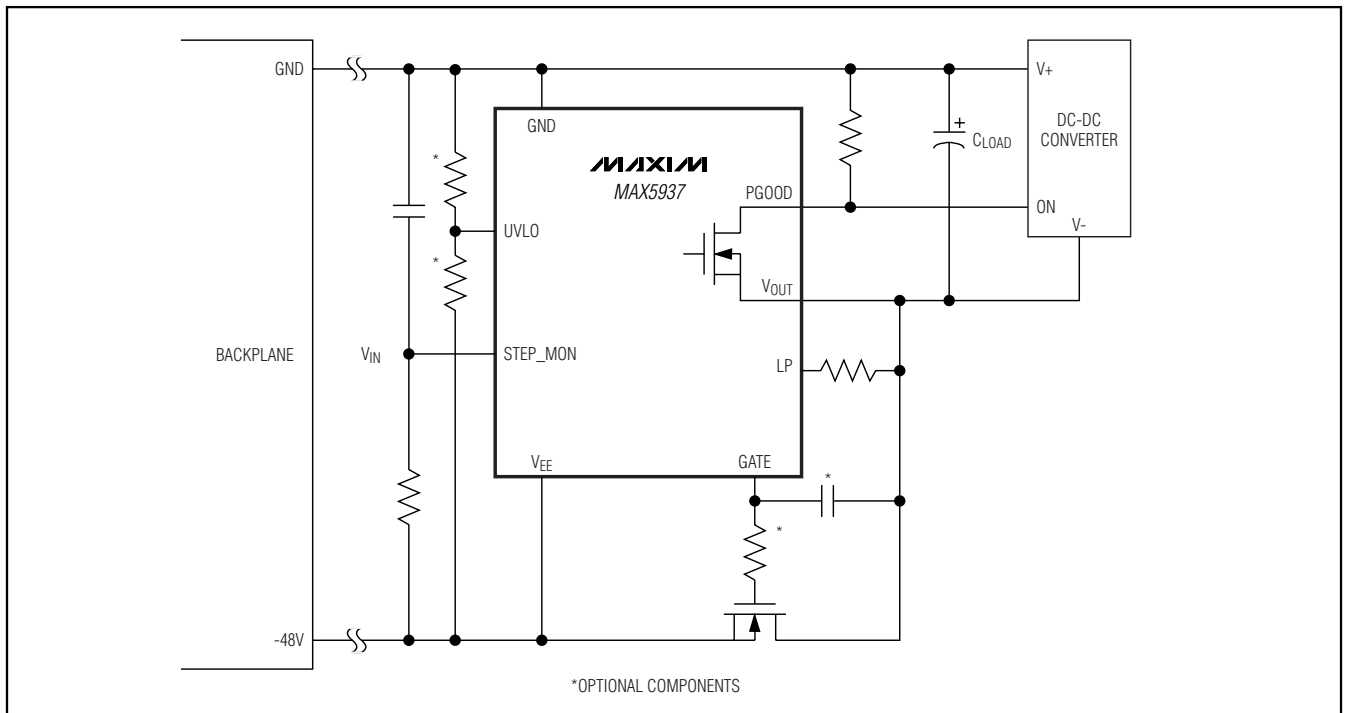 GND
V+
DC-DC
CONVERTER
GND
+
CLOAD
*
MAXIM
MAX5937
PGOOD
ON
V-
UVLO
*
VOUT
BACKPLANE
VIN
STEP_MON
LP
VEE
GATE
*
*
-48V
*OPTIONAL COMPONENTS